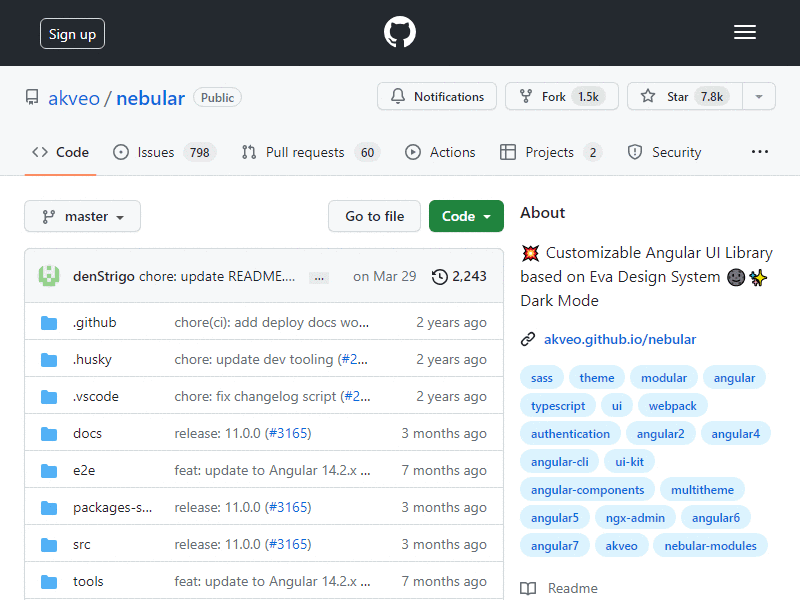 Sign up
akveo / nebular Public
Notifications
Fork 1.5k
Star 7.8k
Code
Issues 798
Pull requests 60
Actions
Projects 2
Security
master
Go to file
Code
denStrigo chore: update README.... ... on Mar 29 2,243
.github chore(ci): add deploy docs wo... 2 years ago
.husky chore: update dev tooling (#2... 2 years ago
.vscode chore: fix changelog script (#2... 2 years ago
docs release: 11.0.0 (#3165) 3 months ago
e2e feat: update to Angular 14.2.x ... 7 months ago
packages-s... release: 11.0.0 (#3165) 3 months ago
src release: 11.0.0 (#3165) 3 months ago
tools feat: update to Angular 14.2.x ... 7 months ago
About
💥 Customizable Angular UI Library
based on Eva Design System 🌚✨
Dark Mode
akveo.github.io/nebular
sass theme modular angular
typescript ui webpack
authentication angular2 angular4
angular-cli ui-kit
angular-components multitheme
angular5 ngx-admin angular6
angular7 akveo nebular-modules
Readme